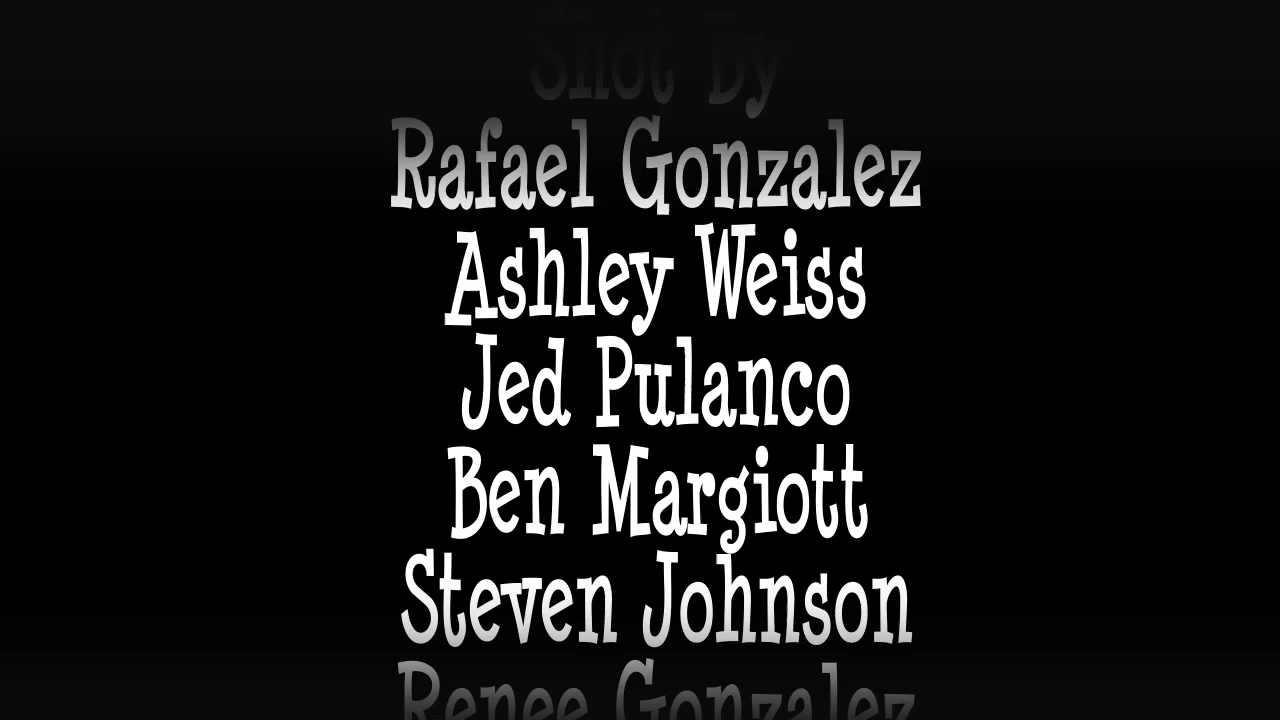 Shot By
Rafael Gonzalez
Ashley Weiss
Jed Pulanco
Ben Margiott
Steven Johnson
Renee Gonzalez